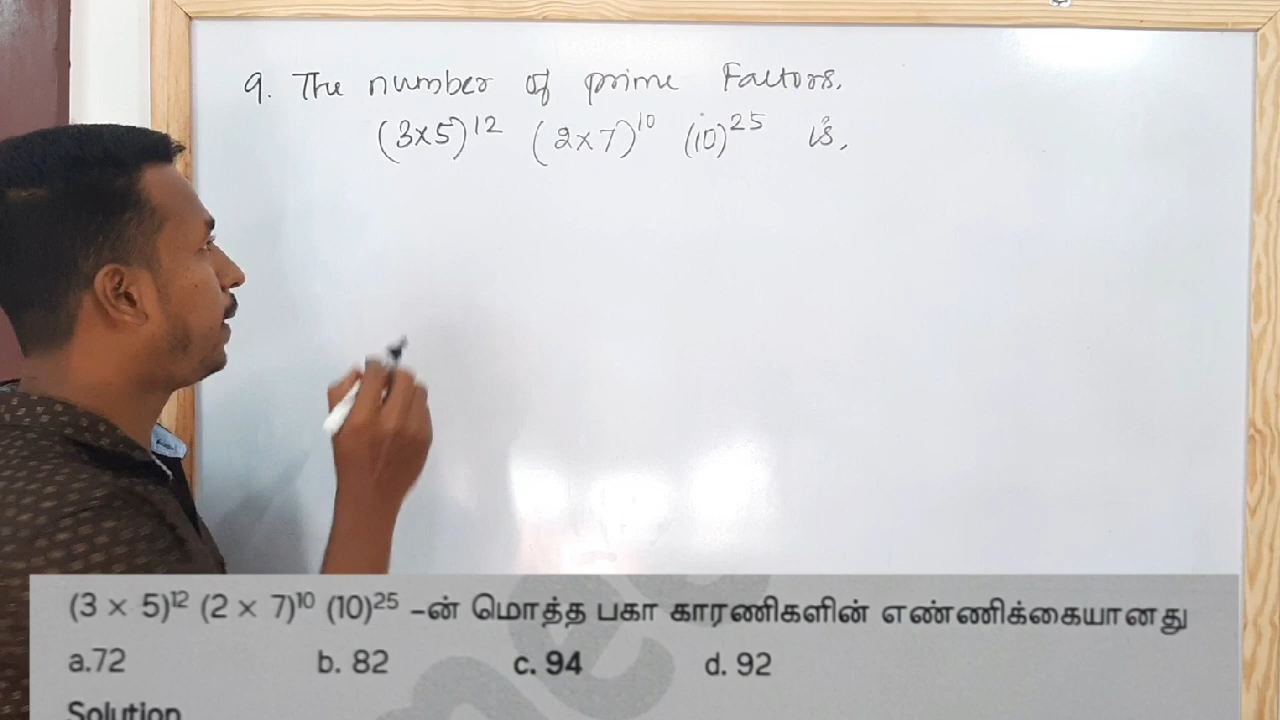 9. The number of prime Factors.
(3x5)^12 (2x7)^10 (10)^25 is.
(3 × 5)^12 (2 × 7)^10 (10)^25 –ன் மொத்த பகா காரணிகளின் எண்ணிக்கையானது
a.72 b. 82 c. 94 d. 92
Solution